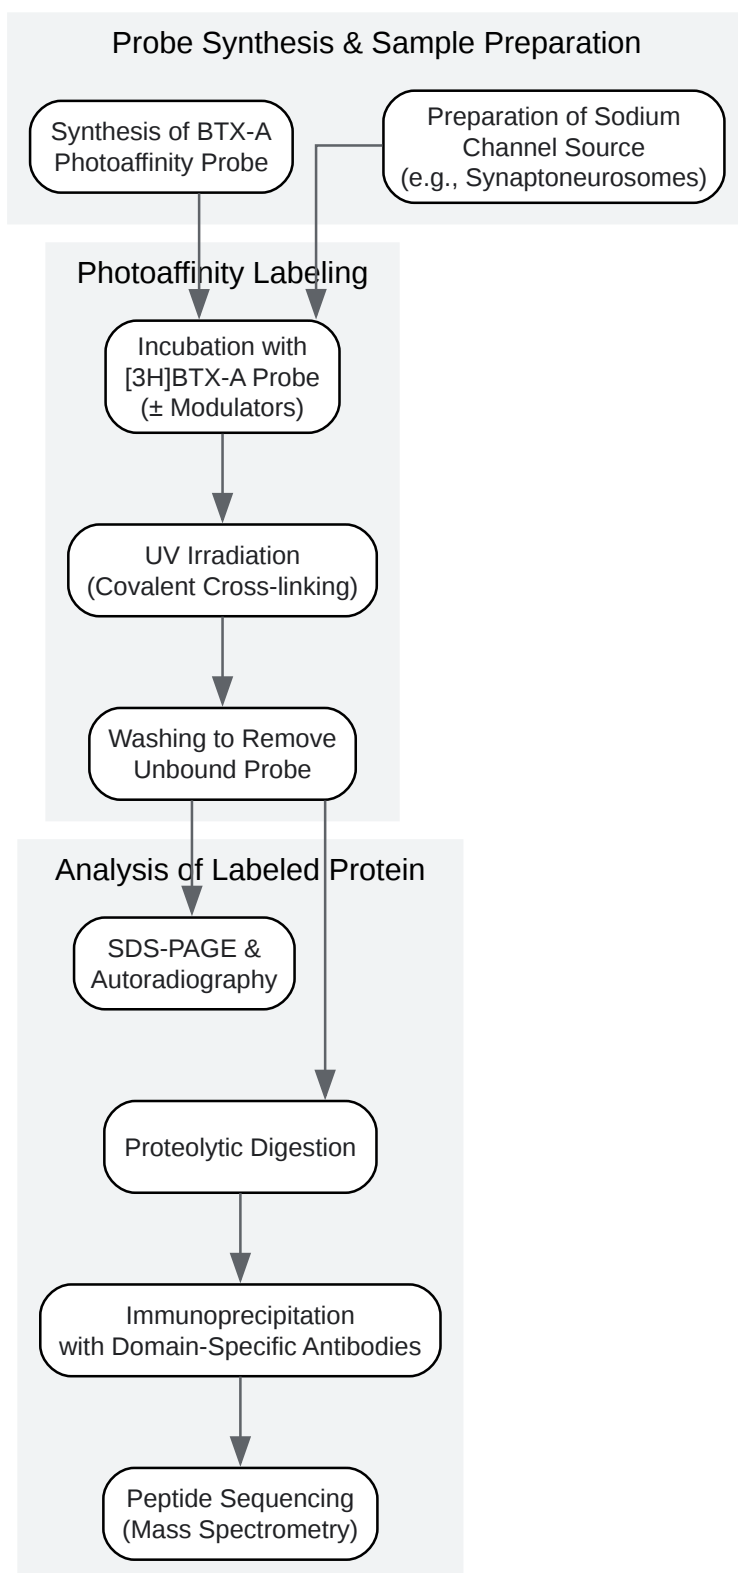 Probe Synthesis & Sample Preparation
Synthesis of BTX-A
Photoaffinity Probe
Preparation of Sodium
Channel Source
(e.g., Synaptoneurosomes)
Photoaffinity Labeling
Incubation with
[3H]BTX-A Probe
(± Modulators)
UV Irradiation
(Covalent Cross-linking)
Washing to Remove
Unbound Probe
Analysis of Labeled Protein
SDS-PAGE &
Autoradiography
Proteolytic Digestion
Immunoprecipitation
with Domain-Specific Antibodies
Peptide Sequencing
(Mass Spectrometry)